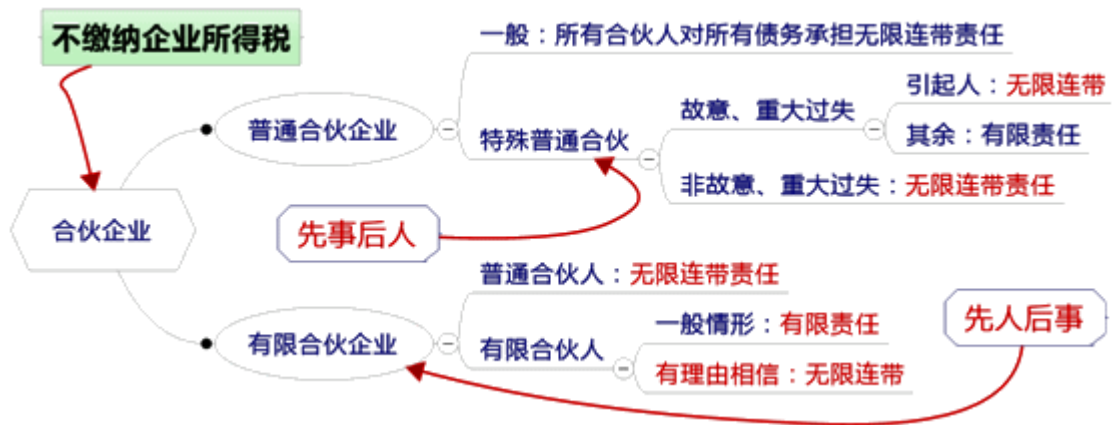 不缴纳企业所得税
合伙企业
普通合伙企业
一般：所有合伙人对所有债务承担无限连带责任
特殊普通合伙
故意、重大过失
引起人：无限连带
其余：有限责任
非故意、重大过失：无限连带责任
先事后人
有限合伙企业
普通合伙人：无限连带责任
有限合伙人
一般情形：有限责任
有理由相信：无限连带
先人后事